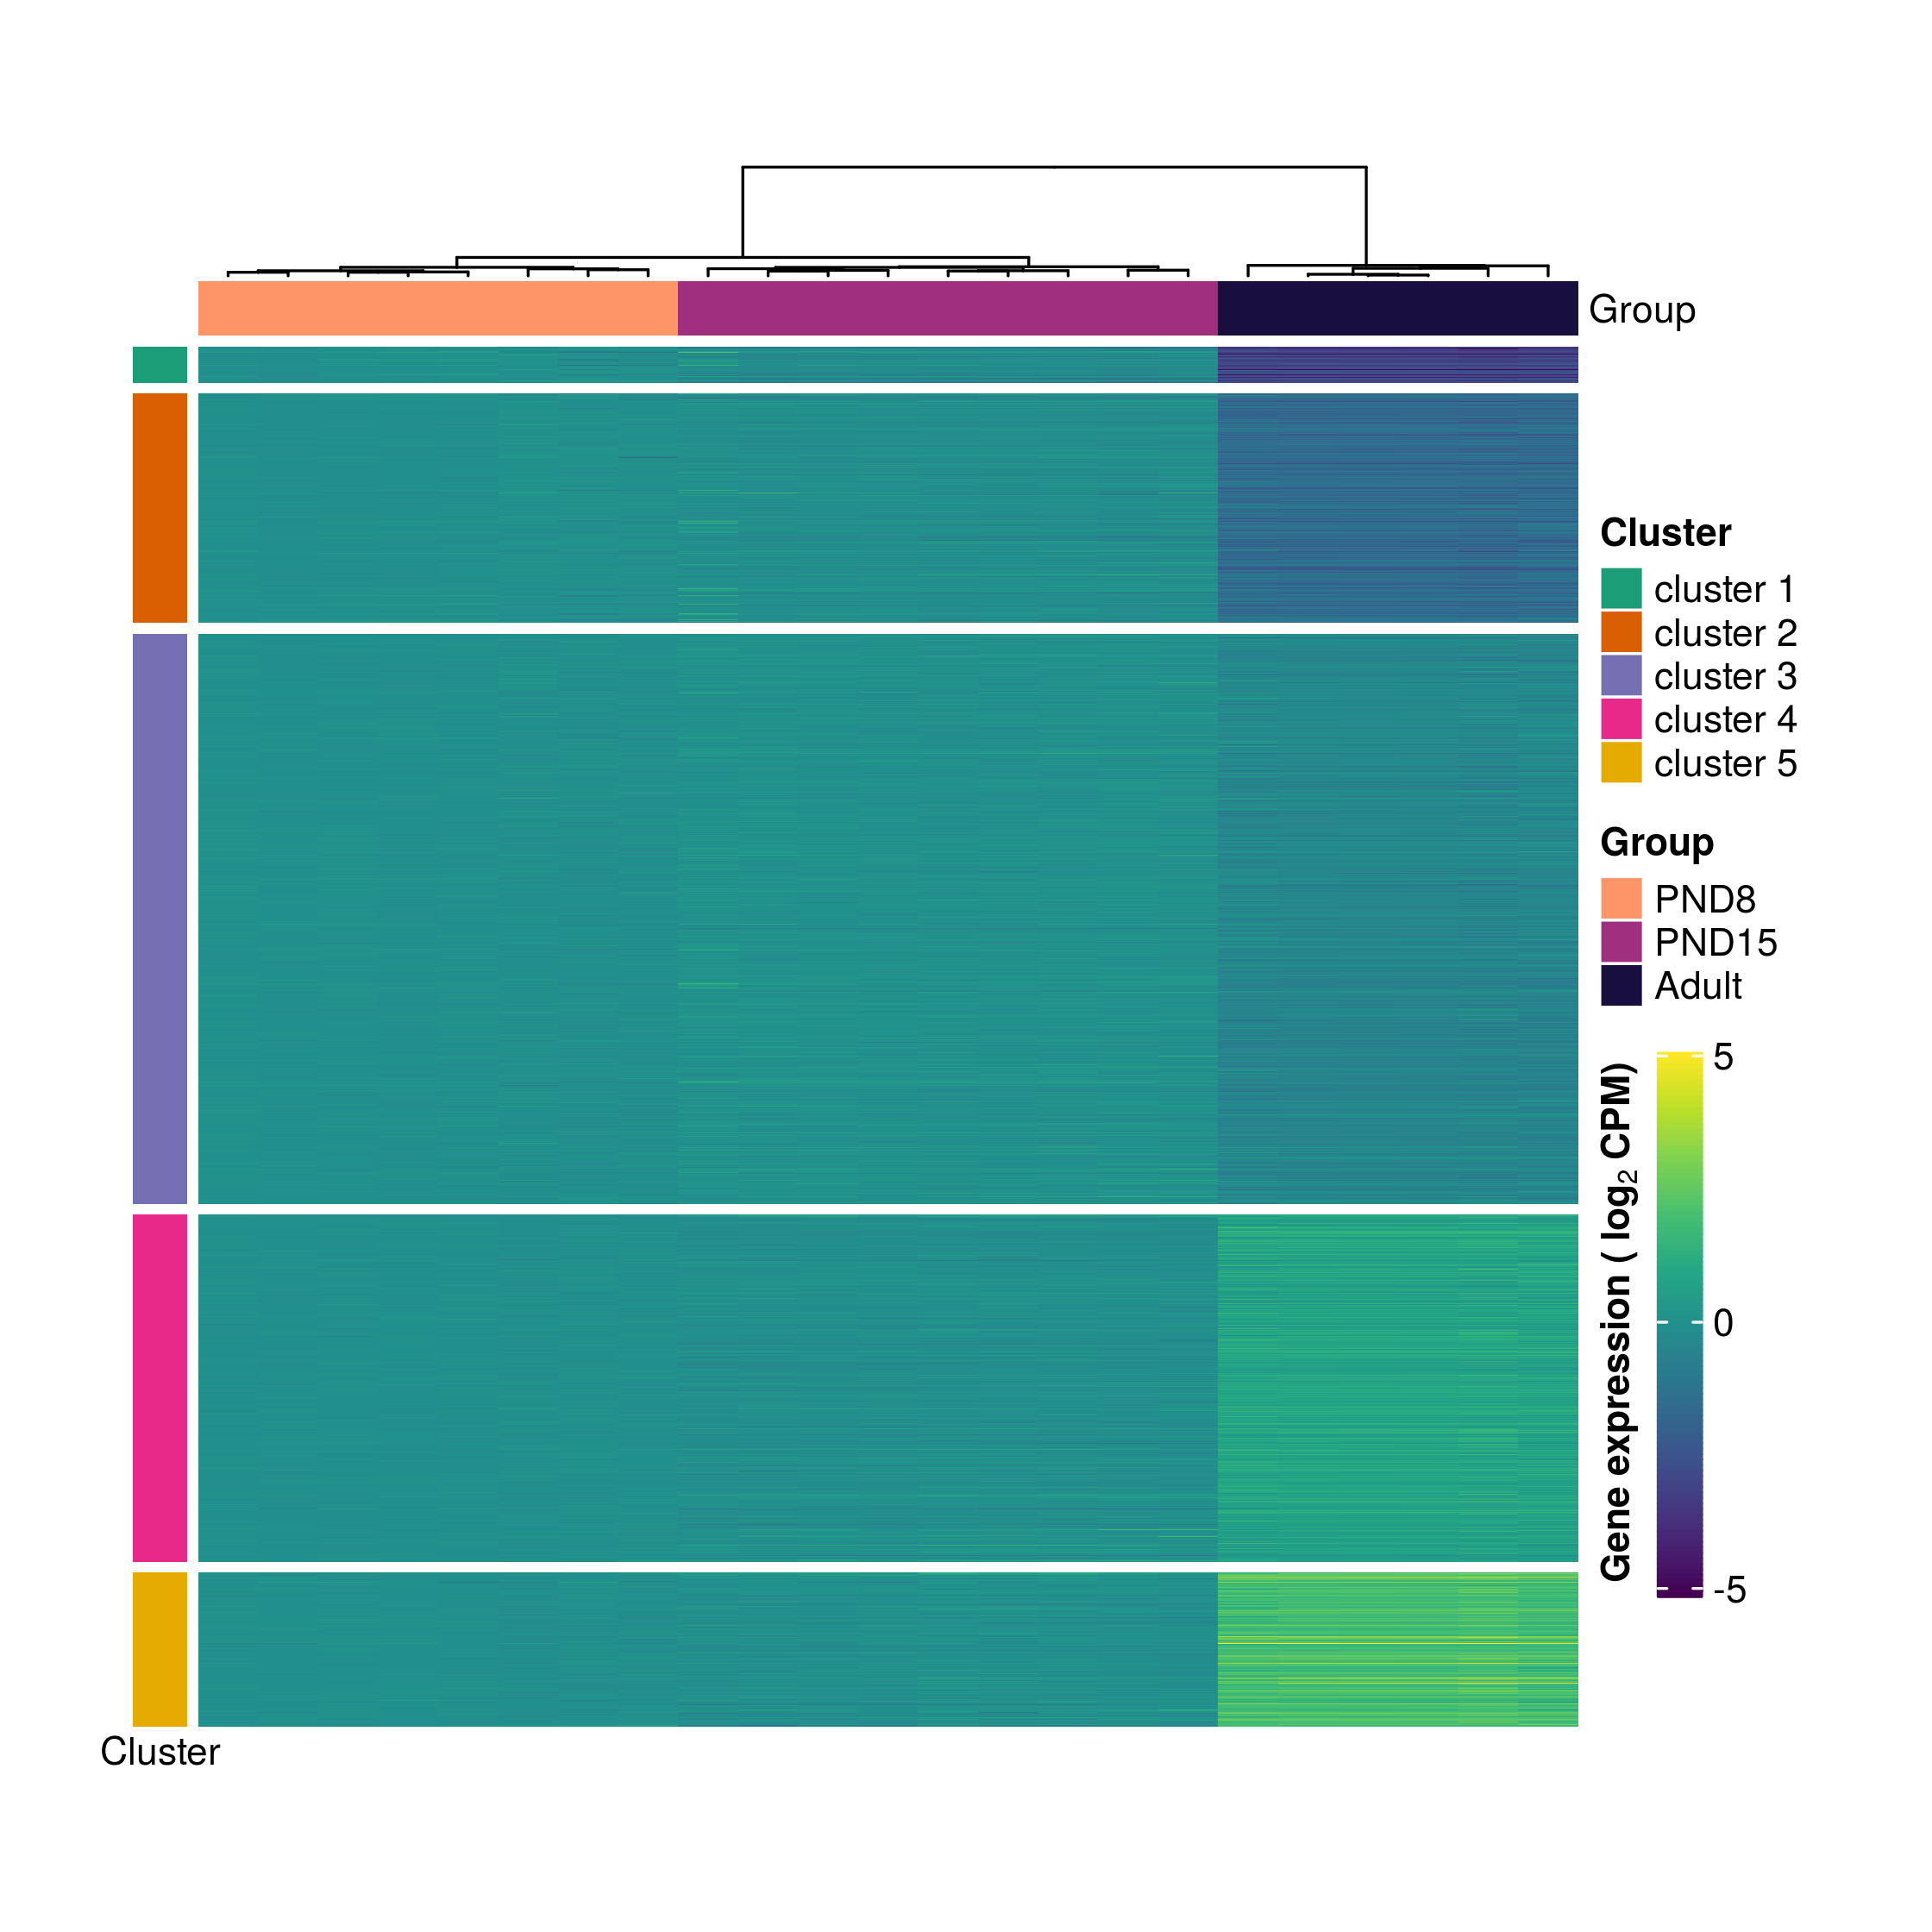 Group
Cluster
cluster 1
cluster 2
cluster 3
cluster 4
cluster 5
Group
PND8
PND15
Adult
Gene expression ( log₂ CPM)
5
0
-5
Cluster